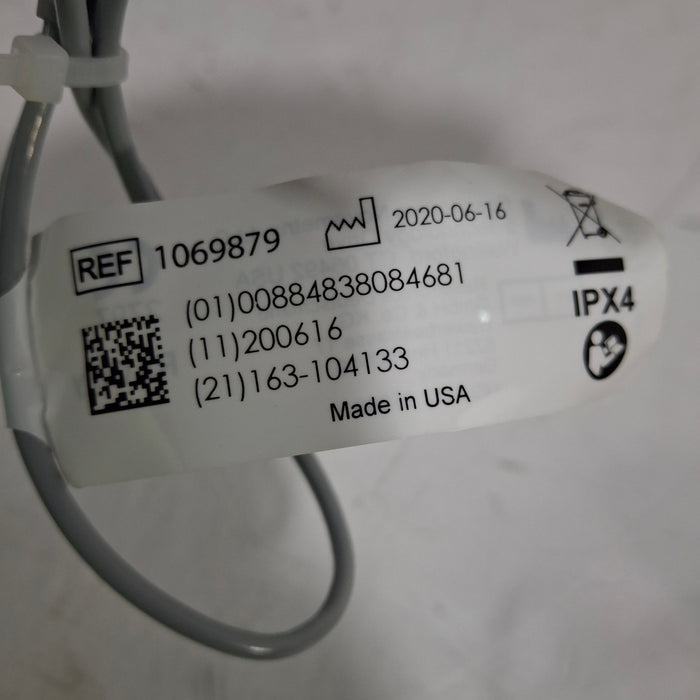 REF 1069879 2020-06-16
(01)00884838084681
(11)200616
(21)163-104133
Made in USA
IPX4